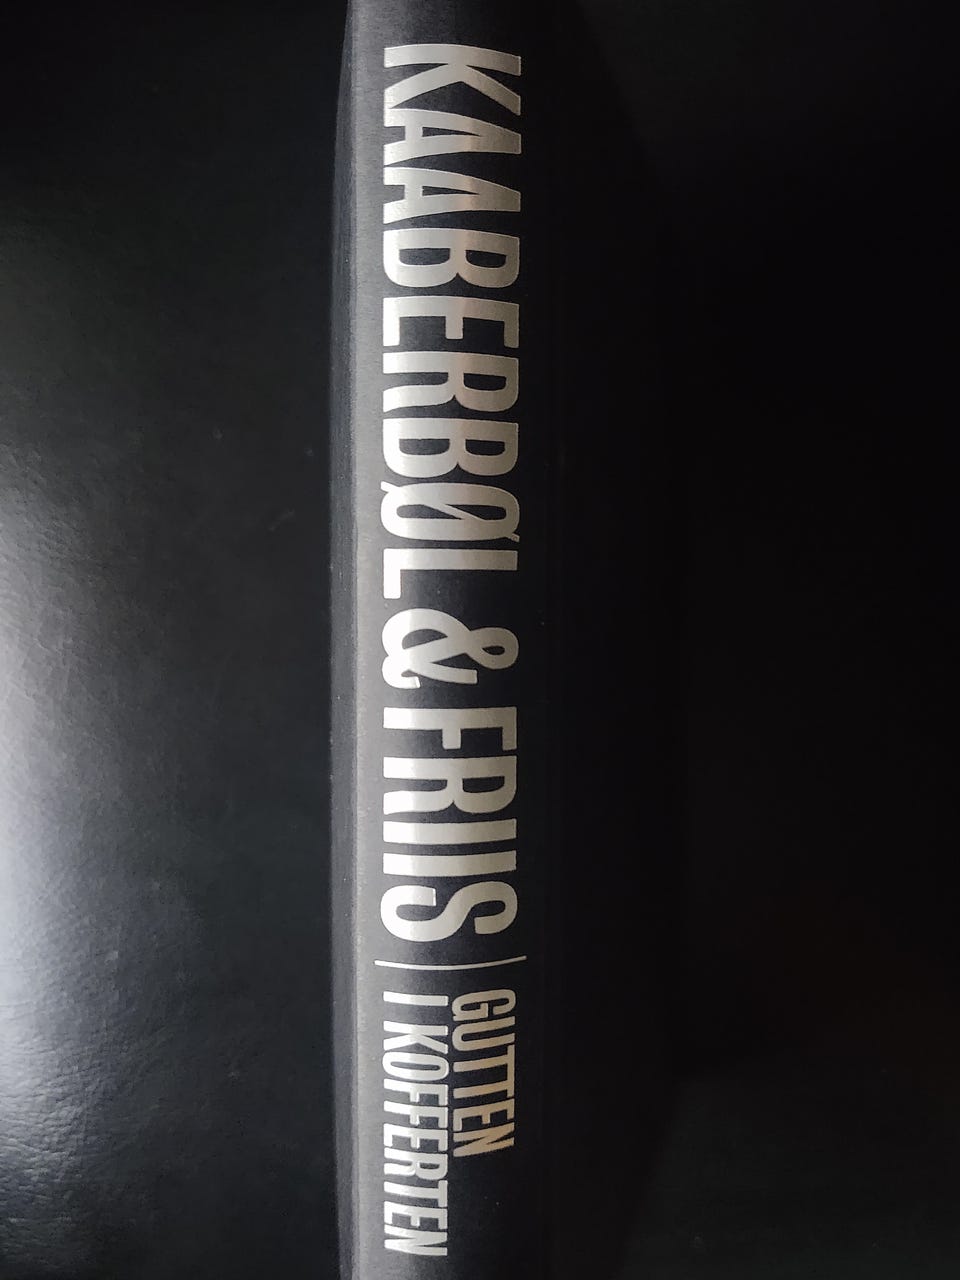 KAABERBØL & FRIIS
GUTTEN
I KOFFERTEN